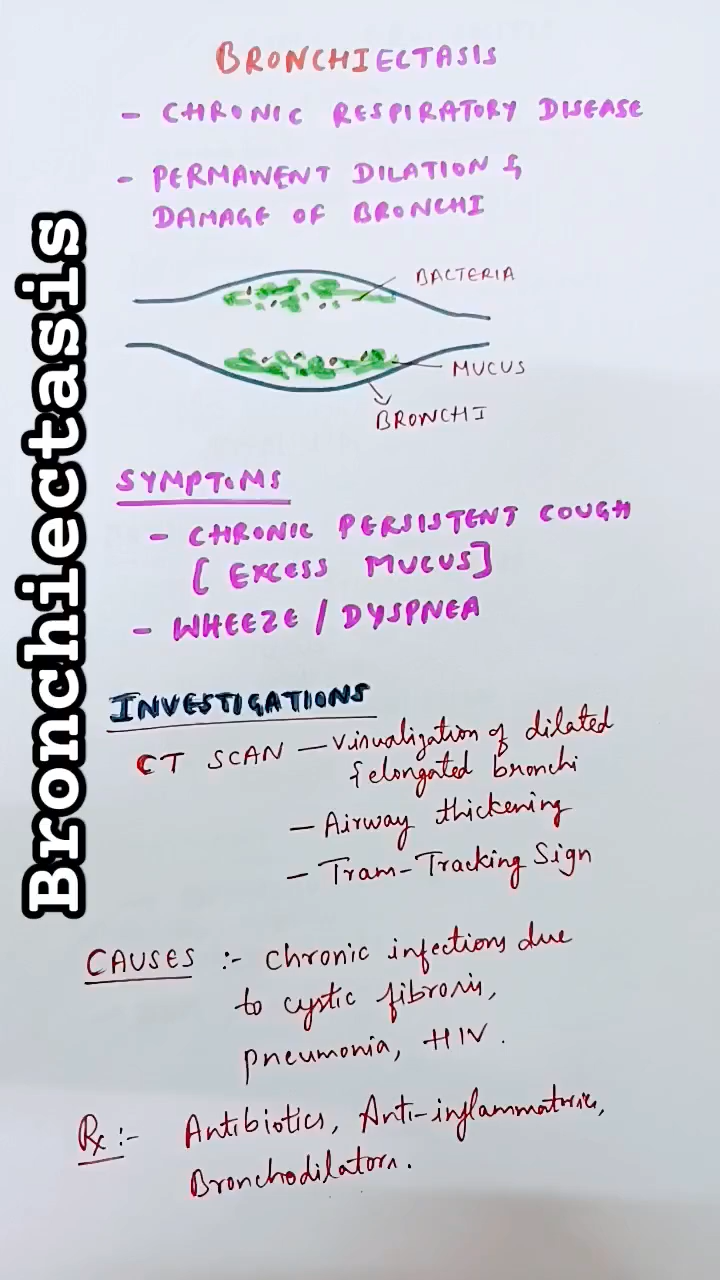 BRONCHIECTASIS
- CHRONIC RESPIRATORY DISEASE
- PERMANENT DILATION &
DAMAGE OF BRONCHI
BACTERIA
MUCUS
BRONCHI
Bronchiectasis
SYMPTOMS
- CHRONIC PERSISTENT COUGH
[EXCESS MUCUS]
- WHEEZE / DYSPNEA
INVESTIGATIONS
CT SCAN - Visualization of dilated
& elongated bronchi
- Airway thickening
- Tram-Tracking Sign
CAUSES :- Chronic infections due
to cystic fibrosis,
pneumonia, HIV.
Rx :- Antibiotics, Anti-inflammatories,
Bronchodilators.